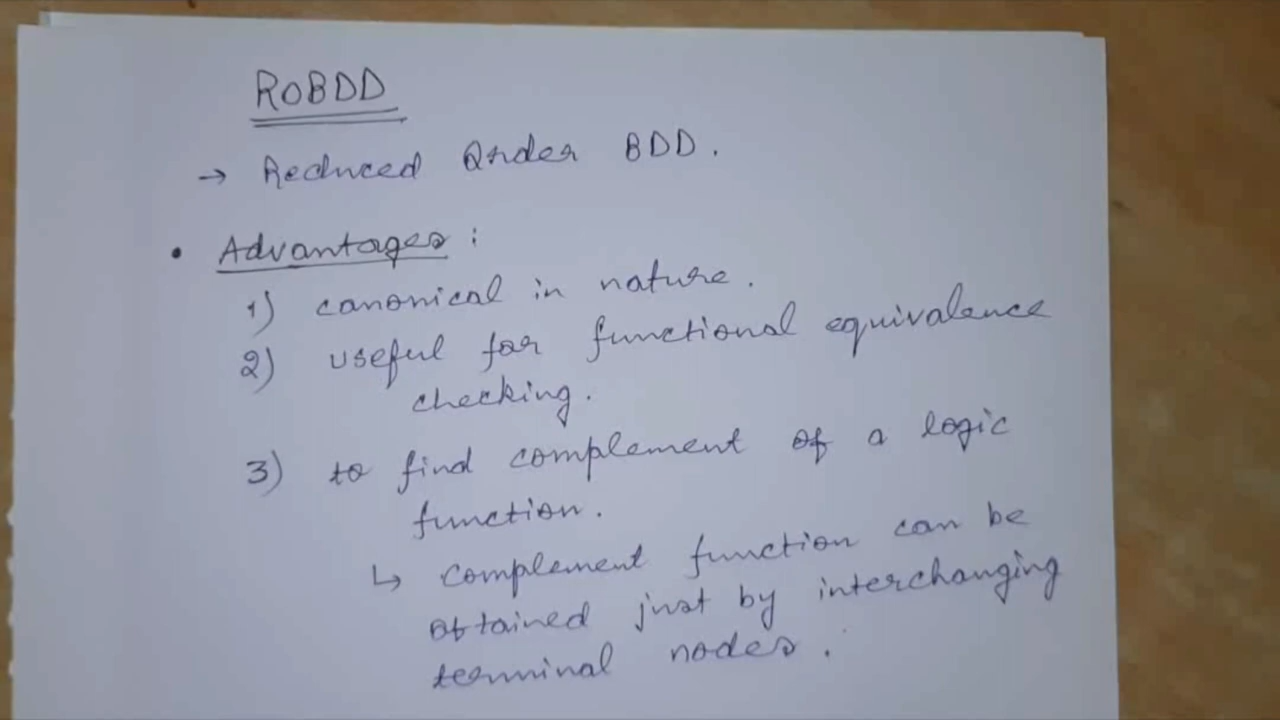 ROBDD
→ Reduced Order BDD.
• Advantages :
1) canonical in nature.
2) useful for functional equivalence
checking.
3) to find complement of a logic
function.
↳ complement function can be
obtained just by interchanging
terminal nodes.